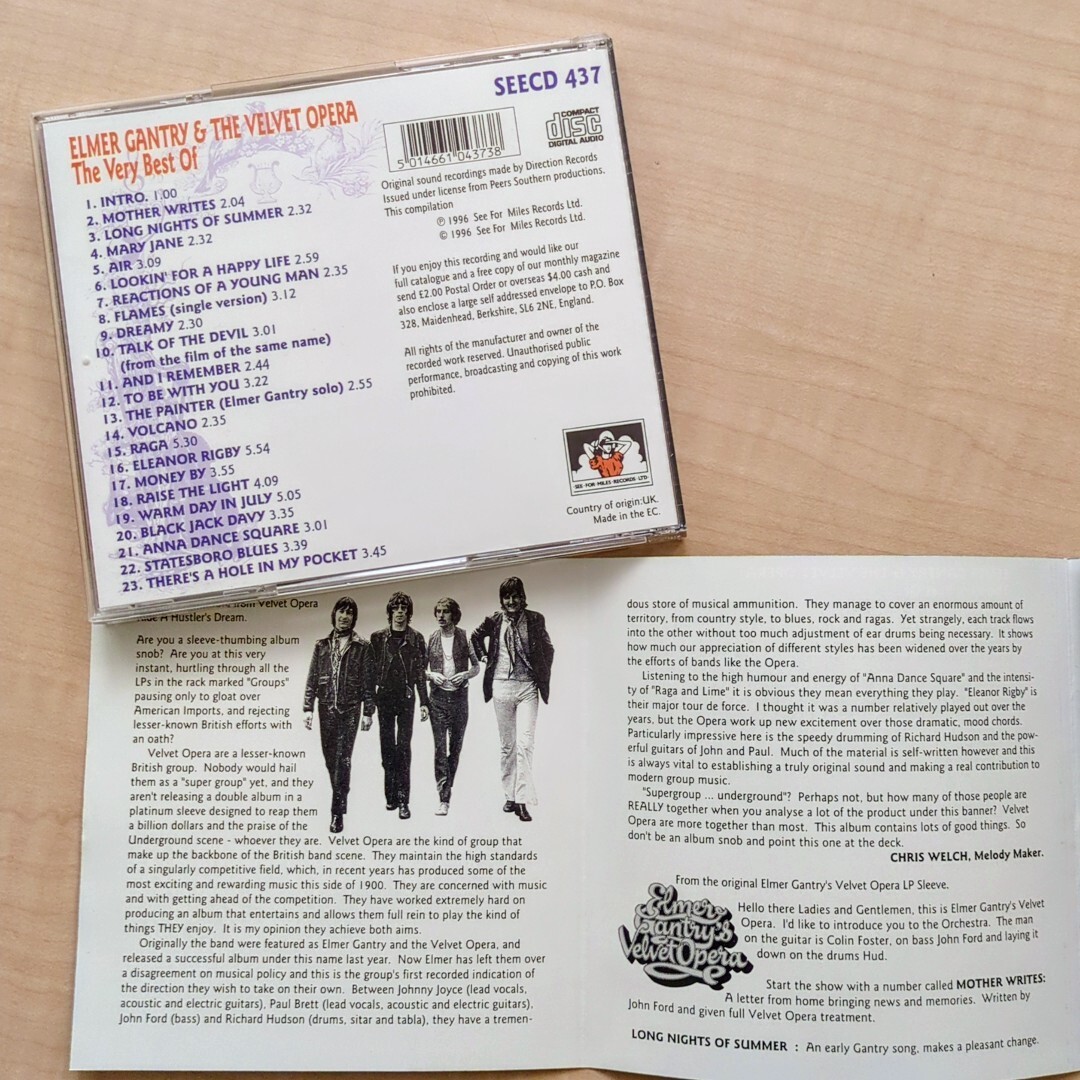 ELMER GANTRY & THE VELVET OPERA
The Very Best Of
1. INTRO. 1.00
2. MOTHER WRITES 2.04
3. LONG NIGHTS OF SUMMER 2.32
4. MARY JANE 2.32
5. AIR 3.09
6. LOOKIN' FOR A HAPPY LIFE 2.59
7. REACTIONS OF A YOUNG MAN 2.35
8. FLAMES (single version) 3.12
9. DREAMY 2.30
10. TALK OF THE DEVIL 3.01
(from the film of the same name)
11. AND I REMEMBER 2.44
12. TO BE WITH YOU 3.22
13. THE PAINTER (Elmer Gantry solo) 2.55
14. VOLCANO 2.35
15. RAGA 5.30
16. ELEANOR RIGBY 5.54
17. MONEY BY 3.55
18. RAISE THE LIGHT 4.09
19. WARM DAY IN JULY 5.05
20. BLACK JACK DAVY 3.35
21. ANNA DANCE SQUARE 3.01
22. STATESBORO BLUES 3.39
23. THERE'S A HOLE IN MY POCKET 3.45
SEECD 437
5 014661 043738
COMPACT
disc
DIGITAL AUDIO
Original sound recordings made by Direction Records
Issued under license from Peers Southern productions.
This compilation
℗ 1996 See For Miles Records Ltd.
© 1996 See For Miles Records Ltd.
If you enjoy this recording and would like our
full catalogue and a free copy of our monthly magazine
send £2.00 Postal Order or overseas $4.00 cash and
also enclose a large self addressed envelope to P.O. Box
328, Maidenhead, Berkshire, SL6 2NE, England.
All rights of the manufacturer and owner of the
recorded work reserved. Unauthorised public
performance, broadcasting and copying of this work
prohibited.
SEE·FOR MILES RECORDS LTD
Country of origin:UK.
Made in the EC.
from Velvet Opera
A Hustler's Dream.
Are you a sleeve-thumbing album
snob? Are you at this very
instant, hurtling through all the
LPs in the rack marked "Groups"
pausing only to gloat over
American Imports, and rejecting
lesser-known British efforts with
an oath?
Velvet Opera are a lesser-known
British group. Nobody would hail
them as a "super group" yet, and they
aren't releasing a double album in a
platinum sleeve designed to reap them
a billion dollars and the praise of the
Underground scene - whoever they are. Velvet Opera are the kind of group that
make up the backbone of the British band scene. They maintain the high standards
of a singularly competitive field, which, in recent years has produced some of the
most exciting and rewarding music this side of 1900. They are concerned with music
and with getting ahead of the competition. They have worked extremely hard on
producing an album that entertains and allows them full rein to play the kind of
things THEY enjoy. It is my opinion they achieve both aims.
Originally the band were featured as Elmer Gantry and the Velvet Opera, and
released a successful album under this name last year. Now Elmer has left them over
a disagreement on musical policy and this is the group's first recorded indication of
the direction they wish to take on their own. Between Johnny Joyce (lead vocals,
acoustic and electric guitars), Paul Brett (lead vocals, acoustic and electric guitars),
John Ford (bass) and Richard Hudson (drums, sitar and tabla), they have a tremen-
dous store of musical ammunition. They manage to cover an enormous amount of
territory, from country style, to blues, rock and ragas. Yet strangely, each track flows
into the other without too much adjustment of ear drums being necessary. It shows
how much our appreciation of different styles has been widened over the years by
the efforts of bands like the Opera.
Listening to the high humour and energy of "Anna Dance Square" and the intensi-
ty of "Raga and Lime" it is obvious they mean everything they play. "Eleanor Rigby" is
their major tour de force. I thought it was a number relatively played out over the
years, but the Opera work up new excitement over those dramatic, mood chords.
Particularly impressive here is the speedy drumming of Richard Hudson and the pow-
erful guitars of John and Paul. Much of the material is self-written however and this
is always vital to establishing a truly original sound and making a real contribution to
modern group music.
"Supergroup ... underground"? Perhaps not, but how many of those people are
REALLY together when you analyse a lot of the product under this banner? Velvet
Opera are more together than most. This album contains lots of good things. So
don't be an album snob and point this one at the deck.
CHRIS WELCH, Melody Maker.
From the original Elmer Gantry's Velvet Opera LP Sleeve.
Elmer
Gantry's
Velvet Opera
Hello there Ladies and Gentlemen, this is Elmer Gantry's Velvet
Opera. I'd like to introduce you to the Orchestra. The man
on the guitar is Colin Foster, on bass John Ford and laying it
down on the drums Hud.
Start the show with a number called MOTHER WRITES:
A letter from home bringing news and memories. Written by
John Ford and given full Velvet Opera treatment.
LONG NIGHTS OF SUMMER : An early Gantry song, makes a pleasant change.